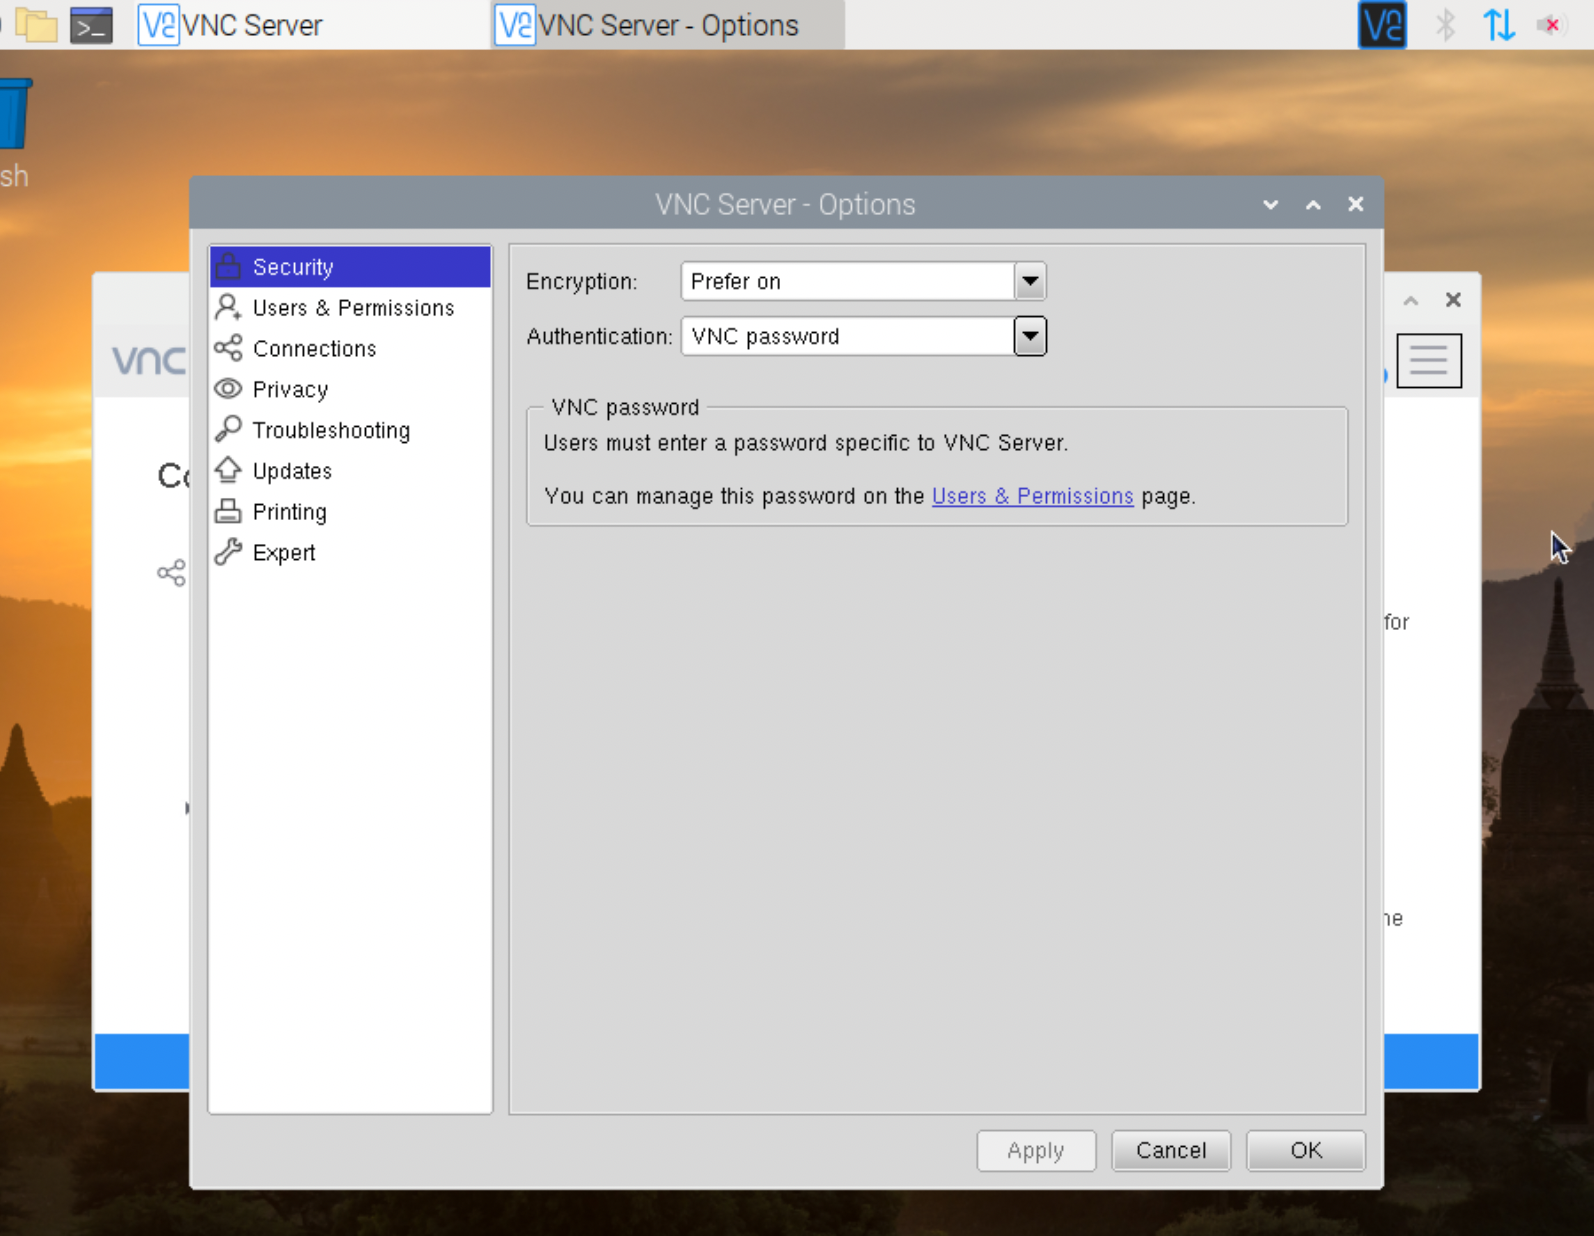 VNC Server
VNC Server - Options
sh
VNC Server - Options
Security
Users & Permissions
Connections
Privacy
Troubleshooting
Updates
Printing
Expert
Encryption: Prefer on
Authentication: VNC password
VNC password
Users must enter a password specific to VNC Server.
You can manage this password on the Users & Permissions page.
vnc
for
Apply Cancel OK